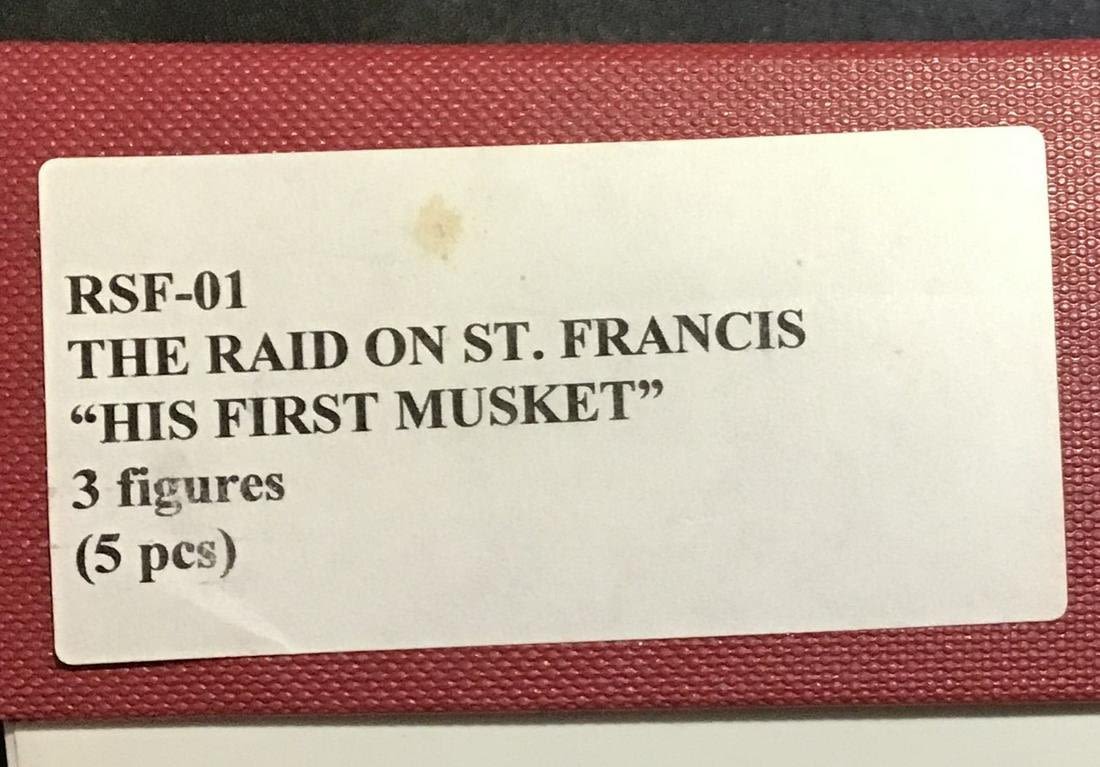 RSF-01
THE RAID ON ST. FRANCIS
“HIS FIRST MUSKET”
3 figures
(5 pcs)